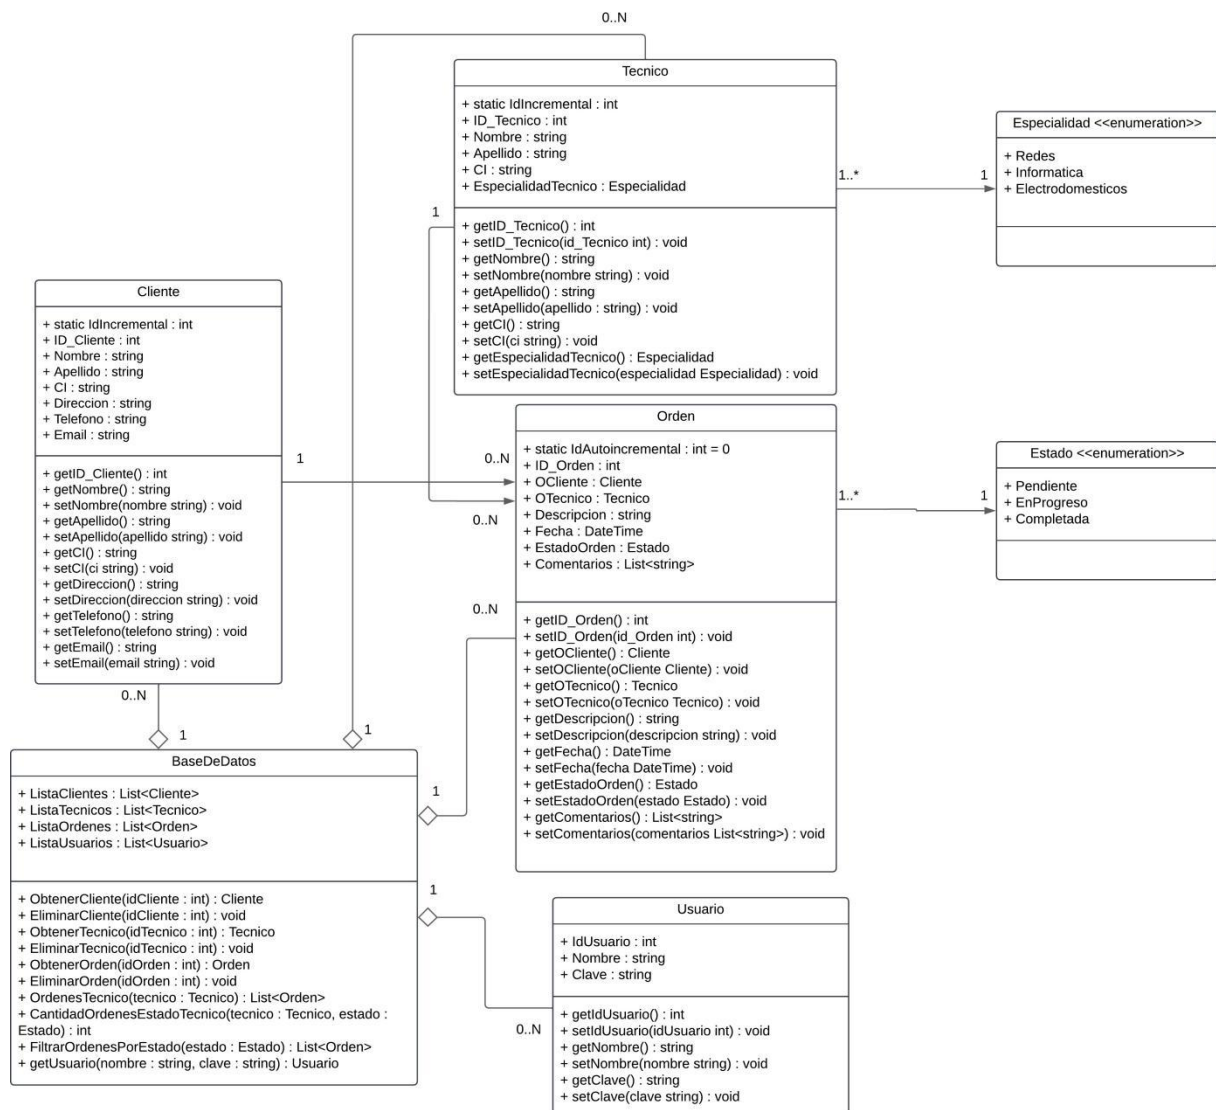 0..N
Tecnico
+ static IdIncremental : int
+ ID_Tecnico : int
+ Nombre : string
+ Apellido : string
+ CI : string
+ EspecialidadTecnico : Especialidad
+ getID_Tecnico() : int
+ setID_Tecnico(id_Tecnico int) : void
+ getNombre() : string
+ setNombre(nombre string) : void
+ getApellido() : string
+ setApellido(apellido : string) : void
+ getCI() : string
+ setCI(ci string) : void
+ getEspecialidadTecnico() : Especialidad
+ setEspecialidadTecnico(especialidad Especialidad) : void
1..*
1
Especialidad <<enumeration>>
+ Redes
+ Informatica
+ Electrodomesticos
1
Cliente
+ static IdIncremental : int
+ ID_Cliente : int
+ Nombre : string
+ Apellido : string
+ CI : string
+ Direccion : string
+ Telefono : string
+ Email : string
+ getID_Cliente() : int
+ getNombre() : string
+ setNombre(nombre string) : void
+ getApellido() : string
+ setApellido(apellido string) : void
+ getCI() : string
+ setCI(ci string) : void
+ getDireccion() : string
+ setDireccion(direccion string) : void
+ getTelefono() : string
+ setTelefono(telefono string) : void
+ getEmail() : string
+ setEmail(email string) : void
1
0..N
0..N
Orden
+ static IdAutoincremental : int = 0
+ ID_Orden : int
+ OCliente : Cliente
+ OTecnico : Tecnico
+ Descripcion : string
+ Fecha : DateTime
+ EstadoOrden : Estado
+ Comentarios : List<string>
+ getID_Orden() : int
+ setID_Orden(id_Orden int) : void
+ getOCliente() : Cliente
+ setOCliente(oCliente Cliente) : void
+ getOTecnico() : Tecnico
+ setOTecnico(oTecnico Tecnico) : void
+ getDescripcion() : string
+ setDescripcion(descripcion string) : void
+ getFecha() : DateTime
+ setFecha(fecha DateTime) : void
+ getEstadoOrden() : Estado
+ setEstadoOrden(estado Estado) : void
+ getComentarios() : List<string>
+ setComentarios(comentarios List<string>) : void
1..*
1
Estado <<enumeration>>
+ Pendiente
+ EnProgreso
+ Completada
0..N
0..N
1
1
1
BaseDeDatos
+ ListaClientes : List<Cliente>
+ ListaTecnicos : List<Tecnico>
+ ListaOrdenes : List<Orden>
+ ListaUsuarios : List<Usuario>
+ ObtenerCliente(idCliente : int) : Cliente
+ EliminarCliente(idCliente : int) : void
+ ObtenerTecnico(idTecnico : int) : Tecnico
+ EliminarTecnico(idTecnico : int) : void
+ ObtenerOrden(idOrden : int) : Orden
+ EliminarOrden(idOrden : int) : void
+ OrdenesTecnico(tecnico : Tecnico) : List<Orden>
+ CantidadOrdenesEstadoTecnico(tecnico : Tecnico, estado :
Estado) : int
+ FiltrarOrdenesPorEstado(estado : Estado) : List<Orden>
+ getUsuario(nombre : string, clave : string) : Usuario
1
0..N
Usuario
+ IdUsuario : int
+ Nombre : string
+ Clave : string
+ getIdUsuario() : int
+ setIdUsuario(idUsuario int) : void
+ getNombre() : string
+ setNombre(nombre string) : void
+ getClave() : string
+ setClave(clave string) : void